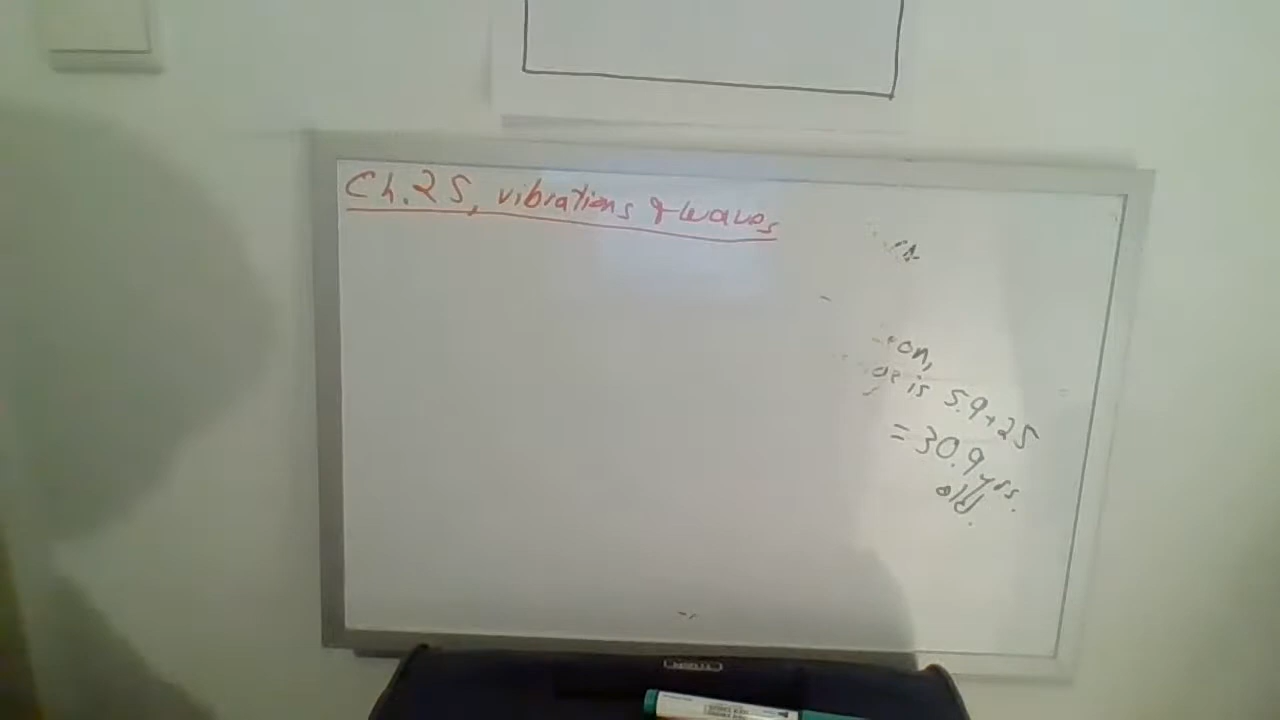 Ch. 25, vibrations & waves
on,
is 5.9 + 25
= 30.9 yrs.
old.